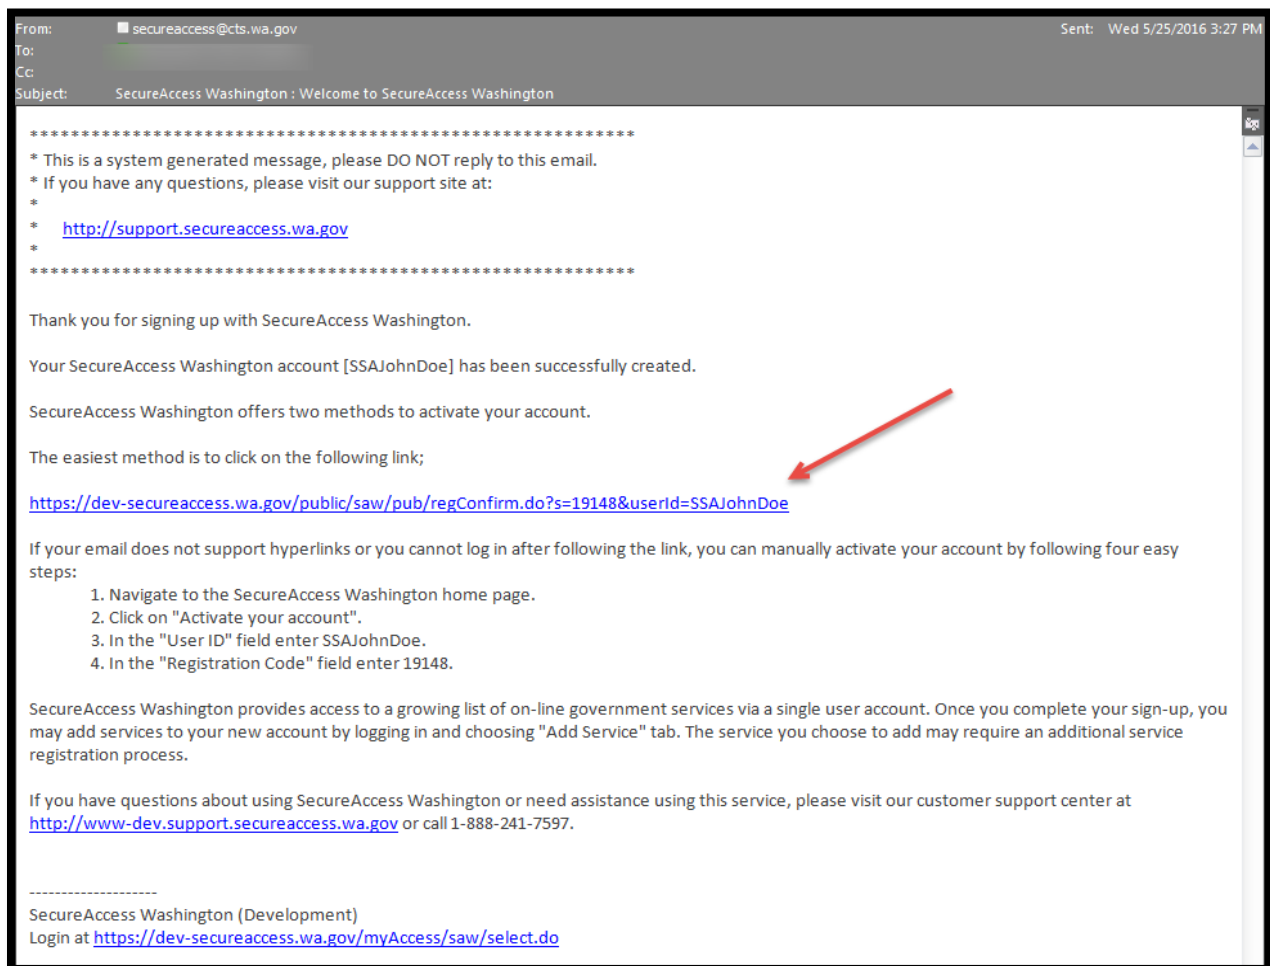 From: secureaccess@cts.wa.gov Sent: Wed 5/25/2016 3:27 PM
To:
Cc:
Subject: SecureAccess Washington : Welcome to SecureAccess Washington
***********************************************************
* This is a system generated message, please DO NOT reply to this email.
* If you have any questions, please visit our support site at:
*
* http://support.secureaccess.wa.gov
*
***********************************************************
Thank you for signing up with SecureAccess Washington.
Your SecureAccess Washington account [SSAJohnDoe] has been successfully created.
SecureAccess Washington offers two methods to activate your account.
The easiest method is to click on the following link;
https://dev-secureaccess.wa.gov/public/saw/pub/regConfirm.do?s=19148&userId=SSAJohnDoe
If your email does not support hyperlinks or you cannot log in after following the link, you can manually activate your account by following four easy
steps:
1. Navigate to the SecureAccess Washington home page.
2. Click on "Activate your account".
3. In the "User ID" field enter SSAJohnDoe.
4. In the "Registration Code" field enter 19148.
SecureAccess Washington provides access to a growing list of on-line government services via a single user account. Once you complete your sign-up, you
may add services to your new account by logging in and choosing "Add Service" tab. The service you choose to add may require an additional service
registration process.
If you have questions about using SecureAccess Washington or need assistance using this service, please visit our customer support center at
http://www-dev.support.secureaccess.wa.gov or call 1-888-241-7597.
--------------------
SecureAccess Washington (Development)
Login at https://dev-secureaccess.wa.gov/myAccess/saw/select.do